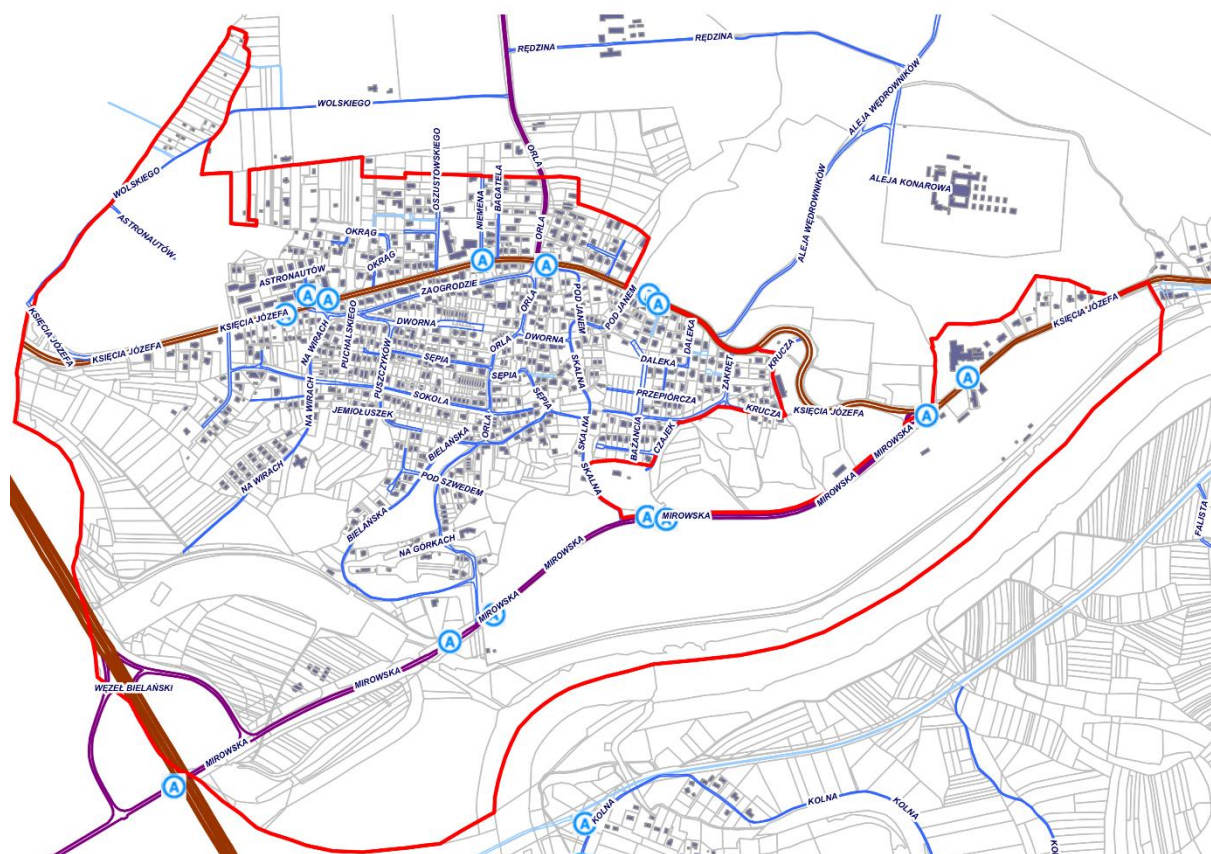 RĘDZINA
RĘDZINA
WOLSKIEGO
ALEJA WĘDROWNIKÓW
ALEJA WĘDROWNIKÓW
ALEJA WĘDROWNIKÓW
ALEJA KONAROWA
ORLA
WOLSKIEGO
ASTRONAUTÓW
OSZUSTOWSKIEGO
NIEMENA
BAGATELA
ORLA
OKRĄG
OKRĄG
ASTRONAUTÓW
A
A
A
A
A
A
A
ZAOGRODZIE
KSIĘCIA JÓZEFA
KSIĘCIA JÓZEFA
KSIĘCIA JÓZEFA
KSIĘCIA JÓZEFA
KSIĘCIA JÓZEFA
NA WIRACH
PUCHALSKIEGO
PUSZCZYKÓW
DWORNA
SĘPIA
ORLA
ORLA
DWORNA
POD JANEM
POD JANEM
SKALNA
DALEKA
DALEKA
ZAKRĘT
KRUCZA
KRUCZA
PRZEPIÓRCZA
BAŻANCIA
CZAJEK
SĘPIA
SĘPIA
SOKOLA
JEMIOŁUSZEK
NA WIRACH
NA WIRACH
BIELAŃSKA
ORLA
SKALNA
SKALNA
POD SZWEDEM
BIELAŃSKA
NA GÓRKACH
MIROWSKA
MIROWSKA
MIROWSKA
MIROWSKA
MIROWSKA
MIROWSKA
A
A
A
A
A
A
WĘZEŁ BIELAŃSKI
A
FALISTA
KOLNA
KOLNA
KOLNA
KOLNA
A